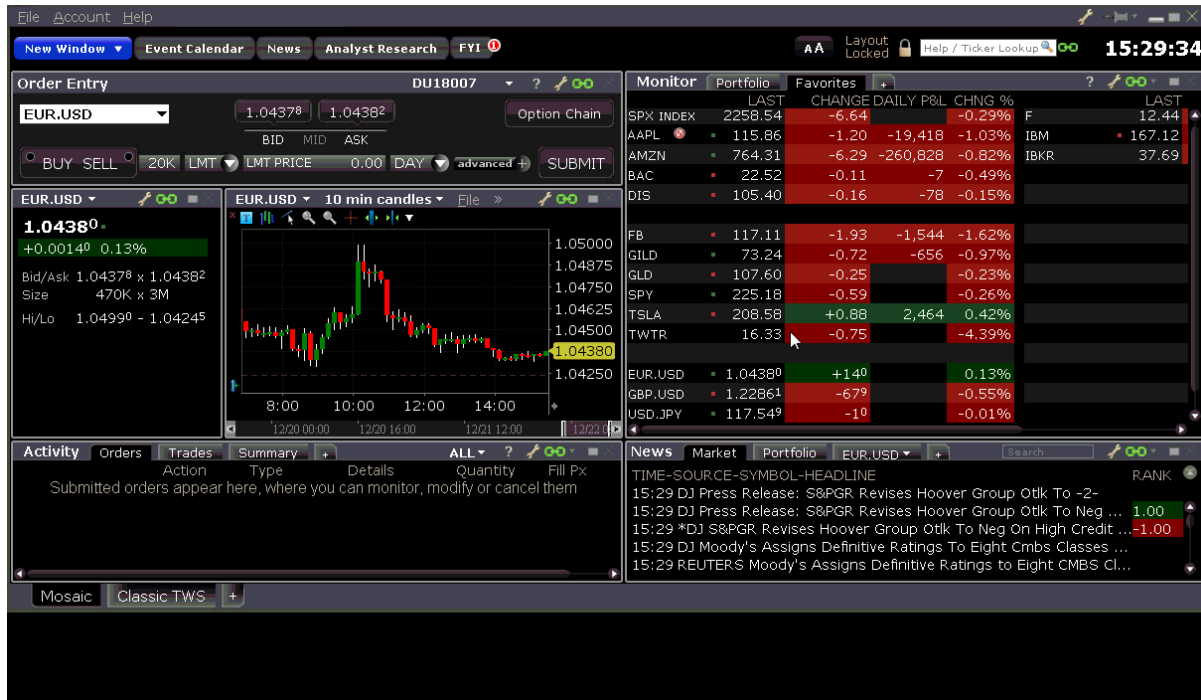 File Account Help
New Window ▼ Event Calendar News Analyst Research FYI 1
A A Layout Locked Help / Ticker Lookup 15:29:34
Order Entry DU18007 ?
EUR.USD 1.04378 1.04382 Option Chain
BID MID ASK
BUY SELL 20K LMT LMT PRICE 0.00 DAY advanced + SUBMIT
EUR.USD
1.04380
+0.00140 0.13%
Bid/Ask 1.04378 x 1.04382
Size 470K x 3M
Hi/Lo 1.04990 - 1.04245
EUR.USD 10 min candles File »
1.05000
1.04875
1.04750
1.04625
1.04500
1.04380
1.04250
8:00 10:00 12:00 14:00
12/20 00:00 12/20 16:00 12/21 12:00
Monitor Portfolio Favorites + ?
LAST CHANGE DAILY P&L CHNG % LAST
SPX INDEX 2258.54 -6.64 -0.29% F 12.44
AAPL 115.86 -1.20 -19,418 -1.03% IBM 167.12
AMZN 764.31 -6.29 -260,828 -0.82% IBKR 37.69
BAC 22.52 -0.11 -7 -0.49%
DIS 105.40 -0.16 -78 -0.15%
FB 117.11 -1.93 -1,544 -1.62%
GILD 73.24 -0.72 -656 -0.97%
GLD 107.60 -0.25 -0.23%
SPY 225.18 -0.59 -0.26%
TSLA 208.58 +0.88 2,464 0.42%
TWTR 16.33 -0.75 -4.39%
EUR.USD 1.04380 +140 0.13%
GBP.USD 1.22861 -679 -0.55%
USD.JPY 117.549 -10 -0.01%
Activity Orders Trades Summary + ALL ?
Action Type Details Quantity Fill Px
Submitted orders appear here, where you can monitor, modify or cancel them
News Market Portfolio EUR.USD + Search
TIME-SOURCE-SYMBOL-HEADLINE RANK
15:29 DJ Press Release: S&PGR Revises Hoover Group Otlk To -2-
15:29 DJ Press Release: S&PGR Revises Hoover Group Otlk To Neg ... 1.00
15:29 *DJ S&PGR Revises Hoover Group Otlk To Neg On High Credit ... -1.00
15:29 DJ Moody's Assigns Definitive Ratings To Eight Cmbs Classes ...
15:29 REUTERS Moody's Assigns Definitive Ratings to Eight CMBS Cl...
Mosaic Classic TWS +